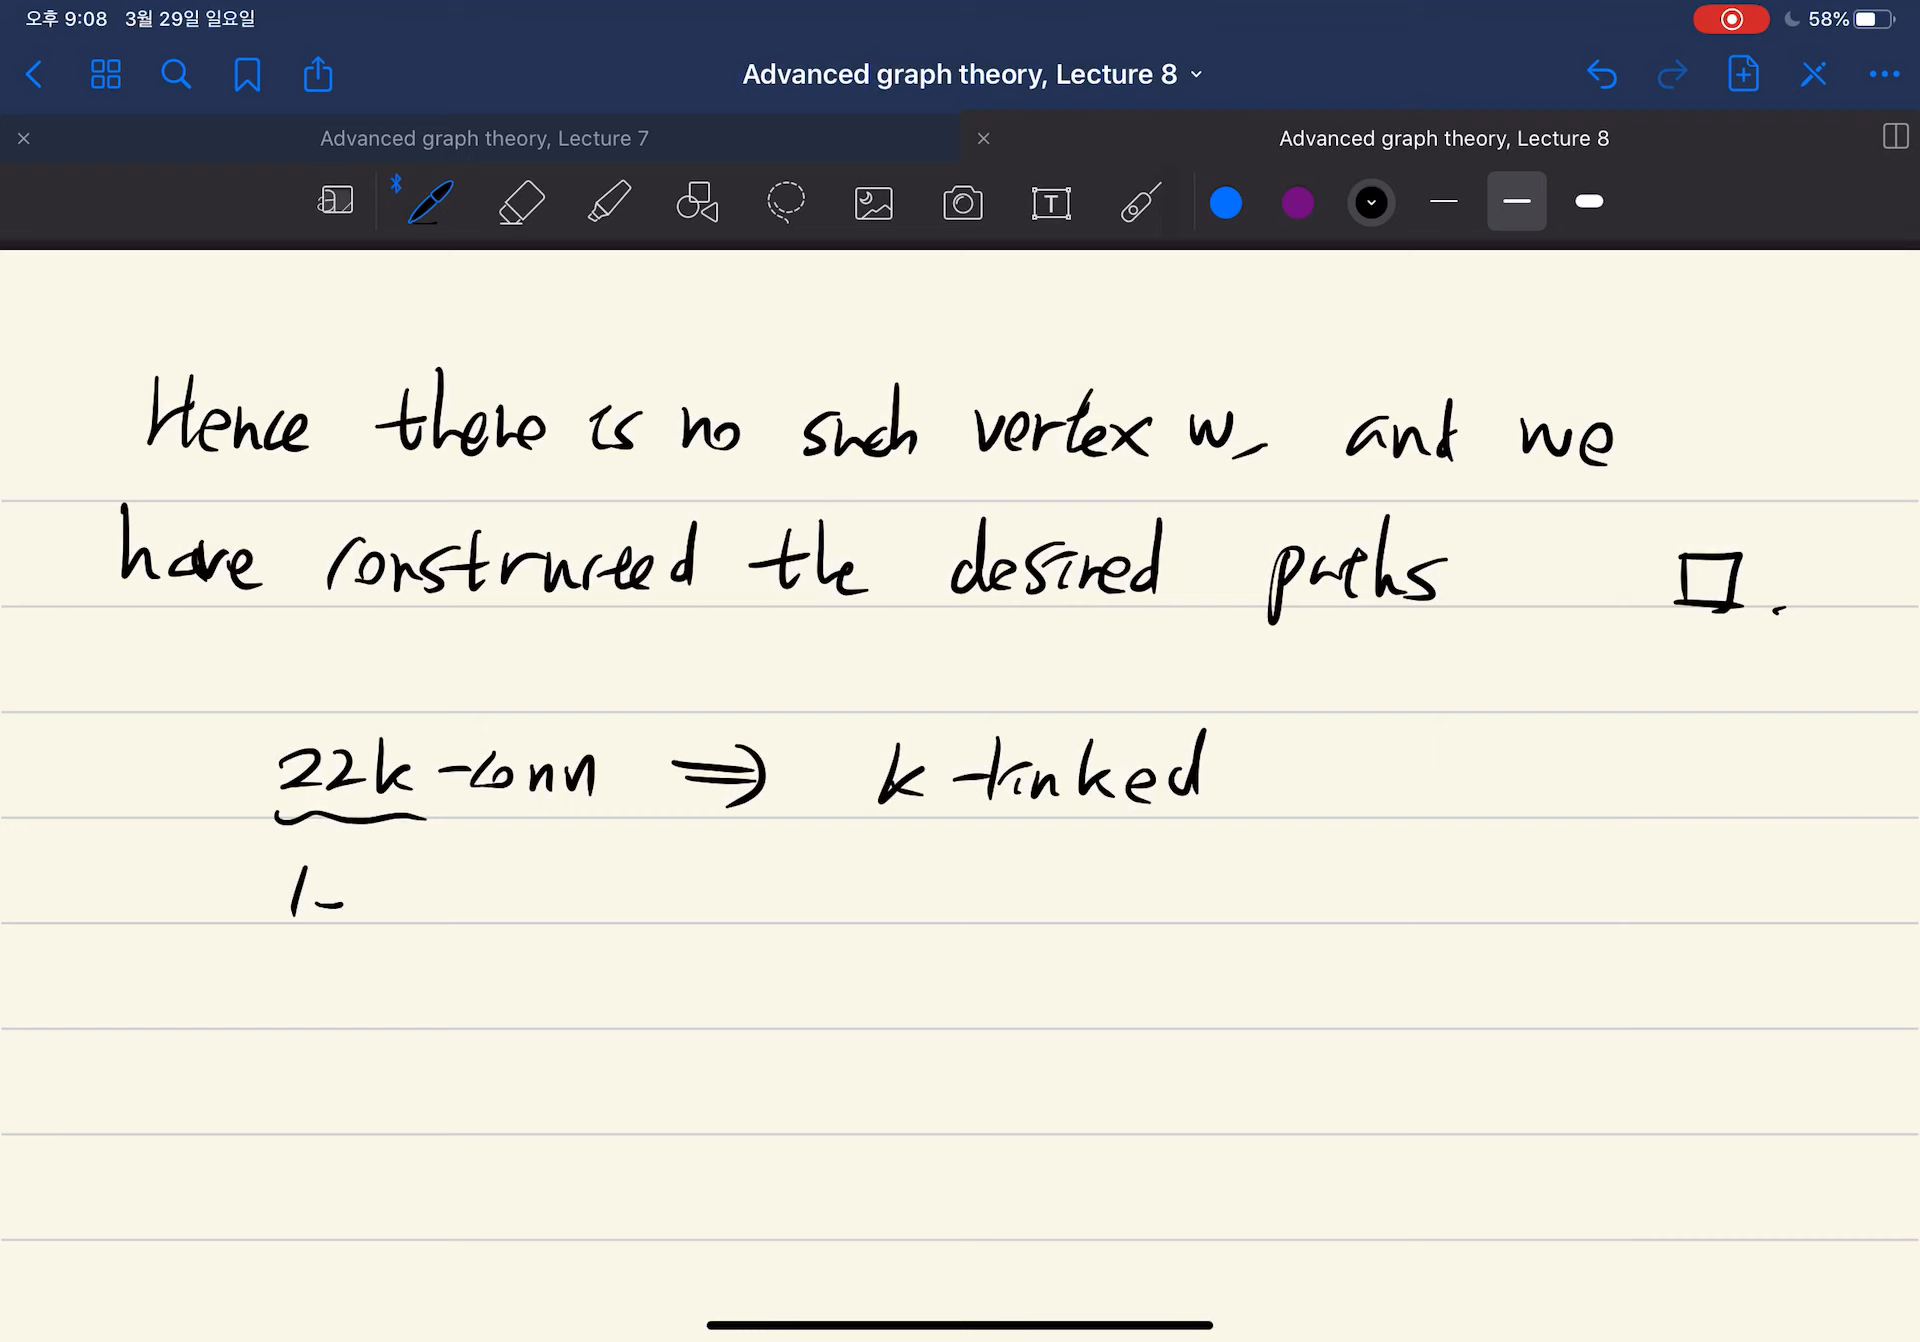 오후 9:08 3월 29일 일요일 58%
Advanced graph theory, Lecture 8
Advanced graph theory, Lecture 7 Advanced graph theory, Lecture 8
Hence there is no such vertex w, and we
have constructed the desired paths □.
22k-conn ⇒ k-linked
1-